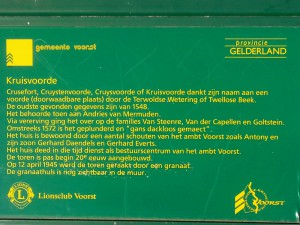 gemeente voorst
provincie
GELDERLAND
Kruisvoorde
Crusefort, Cruystenvoorde, Cruysvoorde of Kruisvoorde dankt zijn naam aan een
voorde (doorwaadbare plaats) door de Terwoldse Wetering of Twellose Beek.
De oudste gevonden gegevens zijn van 1548.
Het behoorde toen aan Andries van Mermuden.
Via vererving ging het over op de families Van Steenre, Van der Capellen en Goltstein.
Omstreeks 1572 is het geplunderd en "gans dackloos gemaect".
Het huis is bewoond door een aantal schouten van het ambt Voorst zoals Antony en
zijn zoon Gerhard Daendels en Gerhard Everts.
Het huis deed in die tijd dienst als bestuurscentrum van het ambt Voorst.
De toren is pas begin 20e eeuw aangebouwd.
Op 12 april 1945 werd de toren geraakt door een granaat.
De granaathuls is nog zichtbaar in de muur.
L
Lionsclub Voorst
VOORST